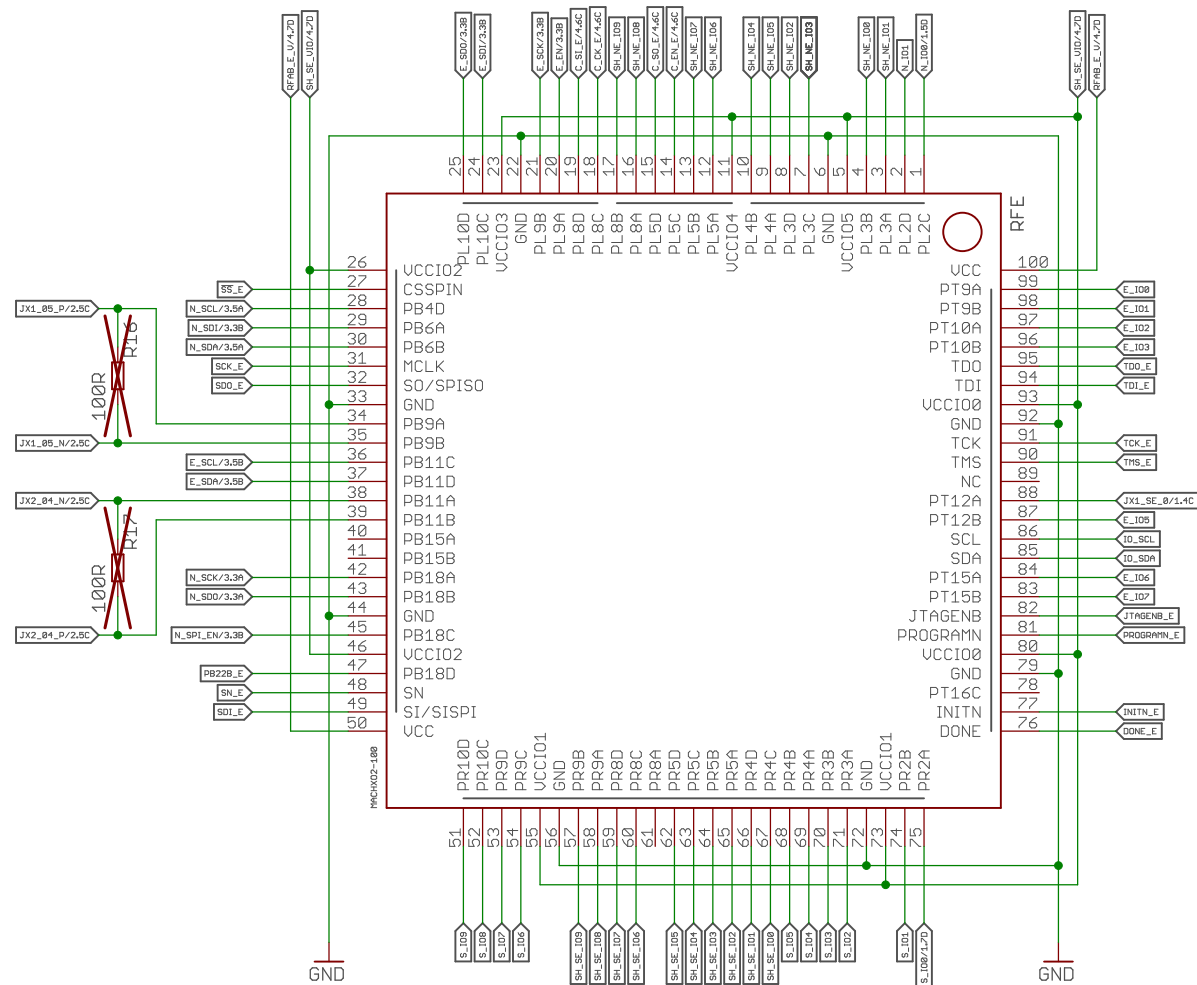 RFAB_E_V/4.7D
SH_SE_VIO/4.7D
E_SDO/3.3B
E_SDI/3.3B
E_SCK/3.3B
E_EN/3.3B
C_SI_E/4.6C
C_CK_E/4.6C
SH_NE_IO9
SH_NE_IO8
C_SO_E/4.6C
C_EN_E/4.6C
SH_NE_IO7
SH_NE_IO6
SH_NE_IO4
SH_NE_IO5
SH_NE_IO2
SH_NE_IO3
SH_NE_IO0
SH_NE_IO1
N_IO1
N_IO0/1.5D
SH_SE_VIO/4.7D
RFAB_E_V/4.7D
25 24 23 22 21 20 19 18 17 16 15 14 13 12 11 10 9 8 7 6 5 4 3 2 1
PL10D
PL10C
VCCIO3
GND
PL9B
PL9A
PL8D
PL8C
PL8B
PL8A
PL5D
PL5C
PL5B
PL5A
VCCIO4
PL4B
PL4A
PL3D
PL3C
GND
VCCIO5
PL3B
PL3A
PL2D
PL2C
RFE
26 VCCIO2
SS_E 27 CSSPIN
N_SCL/3.5A 28 PB4D
N_SDI/3.3B 29 PB6A
N_SDA/3.5A 30 PB6B
SCK_E 31 MCLK
SDO_E 32 SO/SPISO
33 GND
JX1_05_P/2.5C 34 PB9A
R16
100R
JX1_05_N/2.5C 35 PB9B
E_SCL/3.5B 36 PB11C
E_SDA/3.5B 37 PB11D
JX2_04_N/2.5C 38 PB11A
39 PB11B
R17
100R
40 PB15A
41 PB15B
N_SCK/3.3A 42 PB18A
N_SDO/3.3A 43 PB18B
44 GND
JX2_04_P/2.5C
N_SPI_EN/3.3B 45 PB18C
46 VCCIO2
PB22B_E 47 PB18D
SN_E 48 SN
SDI_E 49 SI/SISPI
50 VCC
VCC 100
PT9A 99 E_IO0
PT9B 98 E_IO1
PT10A 97 E_IO2
PT10B 96 E_IO3
TDO 95 TDO_E
TDI 94 TDI_E
VCCIO0 93
GND 92
TCK 91 TCK_E
TMS 90 TMS_E
NC 89
PT12A 88 JX1_SE_0/1.4C
PT12B 87 E_IO5
SCL 86 IO_SCL
SDA 85 IO_SDA
PT15A 84 E_IO6
PT15B 83 E_IO7
JTAGENB 82 JTAGENB_E
PROGRAMN 81 PROGRAMN_E
VCCIO0 80
GND 79
PT16C 78
INITN 77 INITN_E
DONE 76 DONE_E
MACHXO2-100
PR10D
PR10C
PR9D
PR9C
VCCIO1
GND
PR9B
PR9A
PR8D
PR8C
PR8A
PR5D
PR5C
PR5B
PR5A
PR4D
PR4C
PR4B
PR4A
PR3B
PR3A
GND
VCCIO1
PR2B
PR2A
51 52 53 54 55 56 57 58 59 60 61 62 63 64 65 66 67 68 69 70 71 72 73 74 75
S_IO9
S_IO8
S_IO7
S_IO6
SH_SE_IO9
SH_SE_IO8
SH_SE_IO7
SH_SE_IO6
SH_SE_IO5
SH_SE_IO4
SH_SE_IO3
SH_SE_IO2
SH_SE_IO1
SH_SE_IO0
S_IO5
S_IO4
S_IO3
S_IO2
S_IO1
S_IO0/1.7D
GND
GND